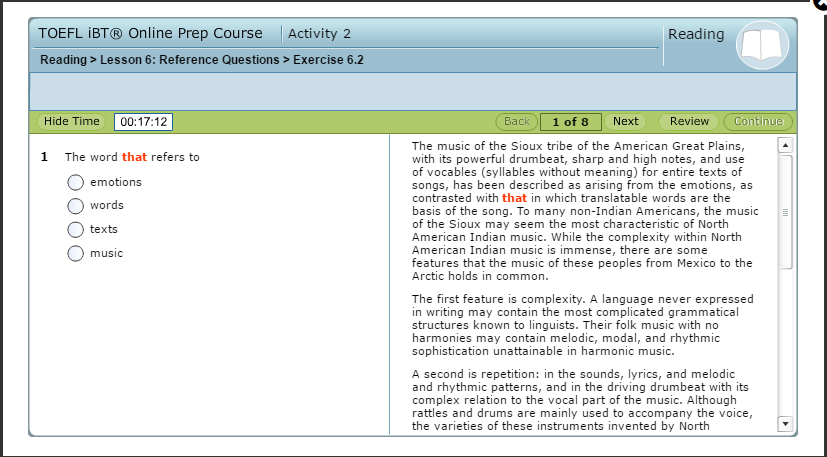 TOEFL iBT® Online Prep Course Activity 2 Reading
Reading > Lesson 6: Reference Questions > Exercise 6.2
Hide Time 00:17:12 Back 1 of 8 Next Review Continue
1 The word that refers to
emotions
words
texts
music
The music of the Sioux tribe of the American Great Plains,
with its powerful drumbeat, sharp and high notes, and use
of vocables (syllables without meaning) for entire texts of
songs, has been described as arising from the emotions, as
contrasted with that in which translatable words are the
basis of the song. To many non-Indian Americans, the music
of the Sioux may seem the most characteristic of North
American Indian music. While the complexity within North
American Indian music is immense, there are some
features that the music of these peoples from Mexico to the
Arctic holds in common.
The first feature is complexity. A language never expressed
in writing may contain the most complicated grammatical
structures known to linguists. Their folk music with no
harmonies may contain melodic, modal, and rhythmic
sophistication unattainable in harmonic music.
A second is repetition: in the sounds, lyrics, and melodic
and rhythmic patterns, and in the driving drumbeat with its
complex relation to the vocal part of the music. Although
rattles and drums are mainly used to accompany the voice,
the varieties of these instruments invented by North